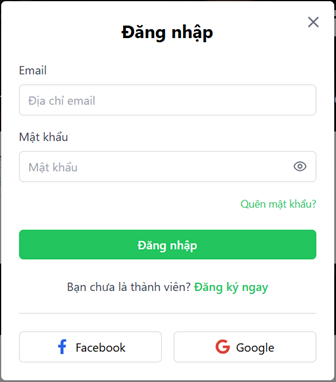 Đăng nhập
Email
Địa chỉ email
Mật khẩu
Mật khẩu
Quên mật khẩu?
Đăng nhập
Bạn chưa là thành viên? Đăng ký ngay
Facebook
Google